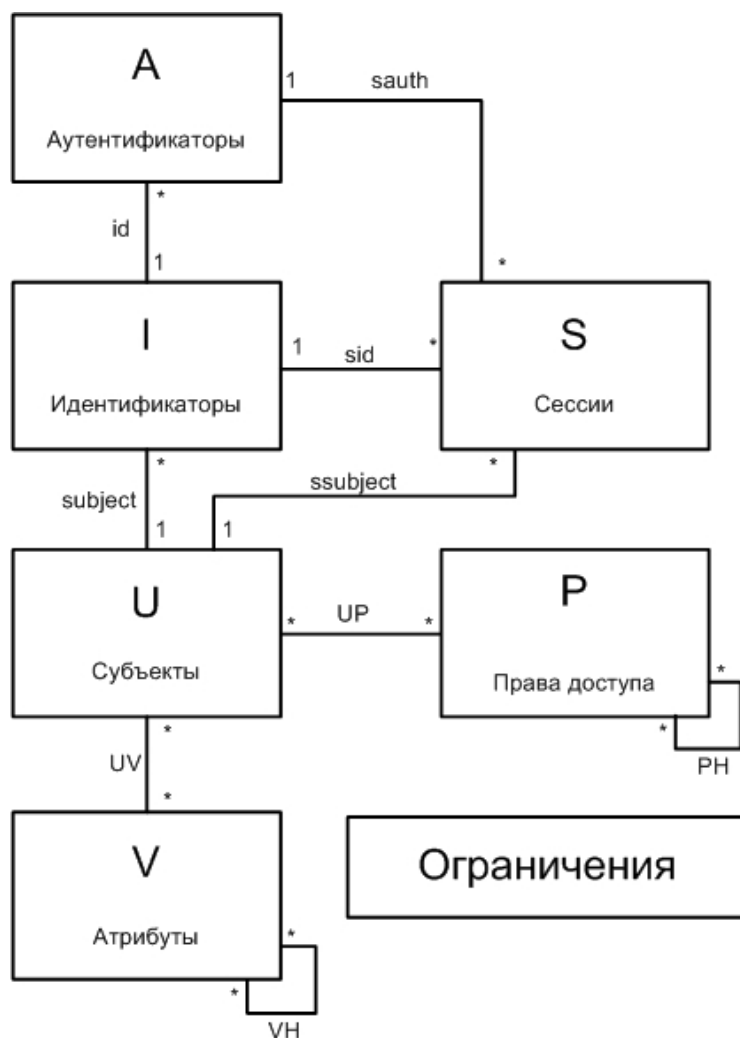 A
Аутентификаторы
1
sauth
*
id
1
*
I
Идентификаторы
1
sid
*
S
Сессии
*
subject
1
*
ssubject
1
U
Субъекты
*
UP
*
P
Права доступа
*
*
PH
*
UV
*
V
Атрибуты
*
*
VH
Ограничения